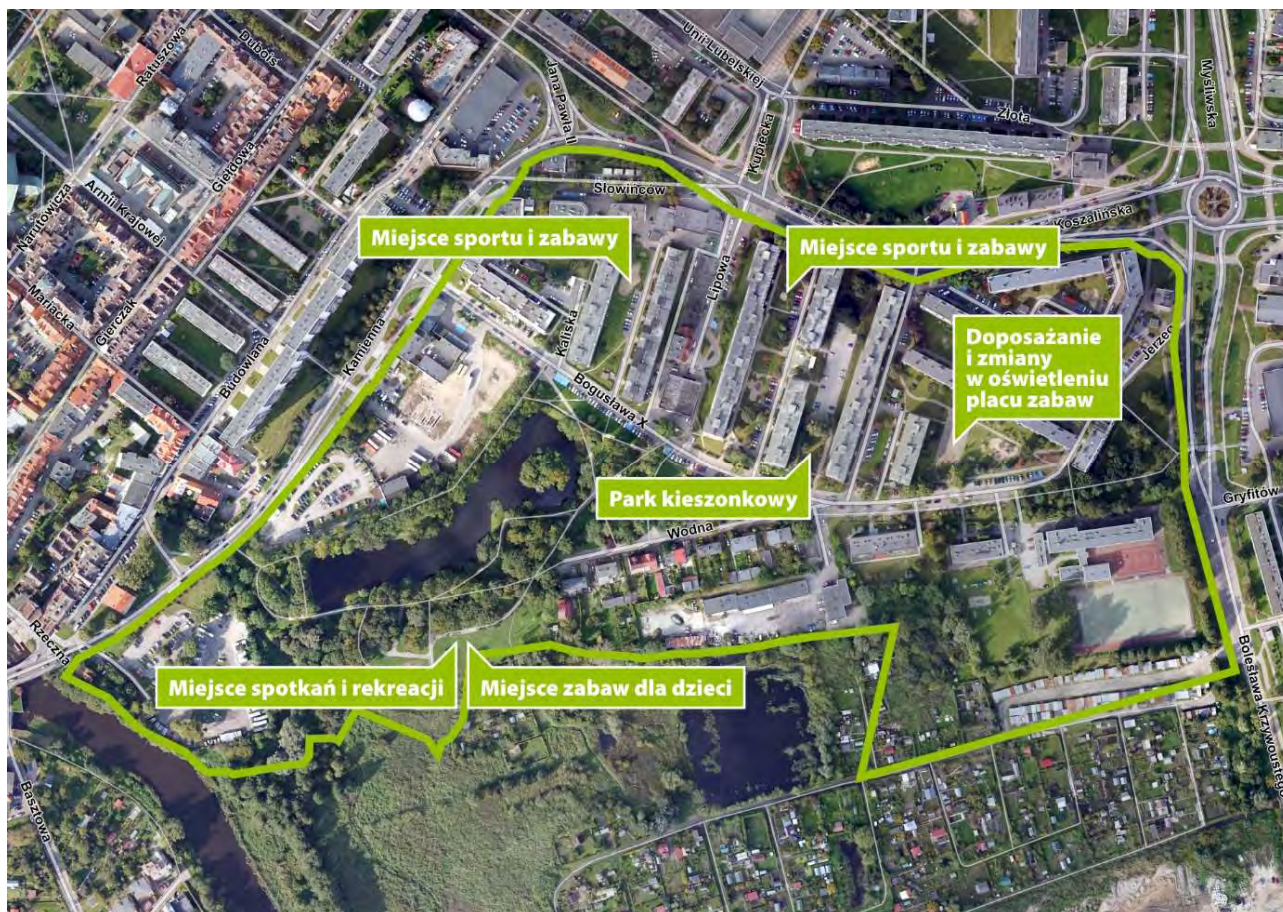 Ratuszowa
Dubois
Unii Lubelskiej
Myśliwska
Jana Pawła II
Złota
Kupiecka
Giełdowa
Armii Krajowej
Narutowicza
Słowińców
Koszalińska
Miejsce sportu i zabawy
Miejsce sportu i zabawy
Lipowa
Mariacka
Gierczak
Budowlana
Kamienna
Kaliska
Jerzeg
Doposażanie
i zmiany
w oświetleniu
placu zabaw
Bogusława X
Park kieszonkowy
Gryfitów
Wodna
Rzeczna
Miejsce spotkań i rekreacji
Miejsce zabaw dla dzieci
Bolesława Krzywoustego
Basztowa